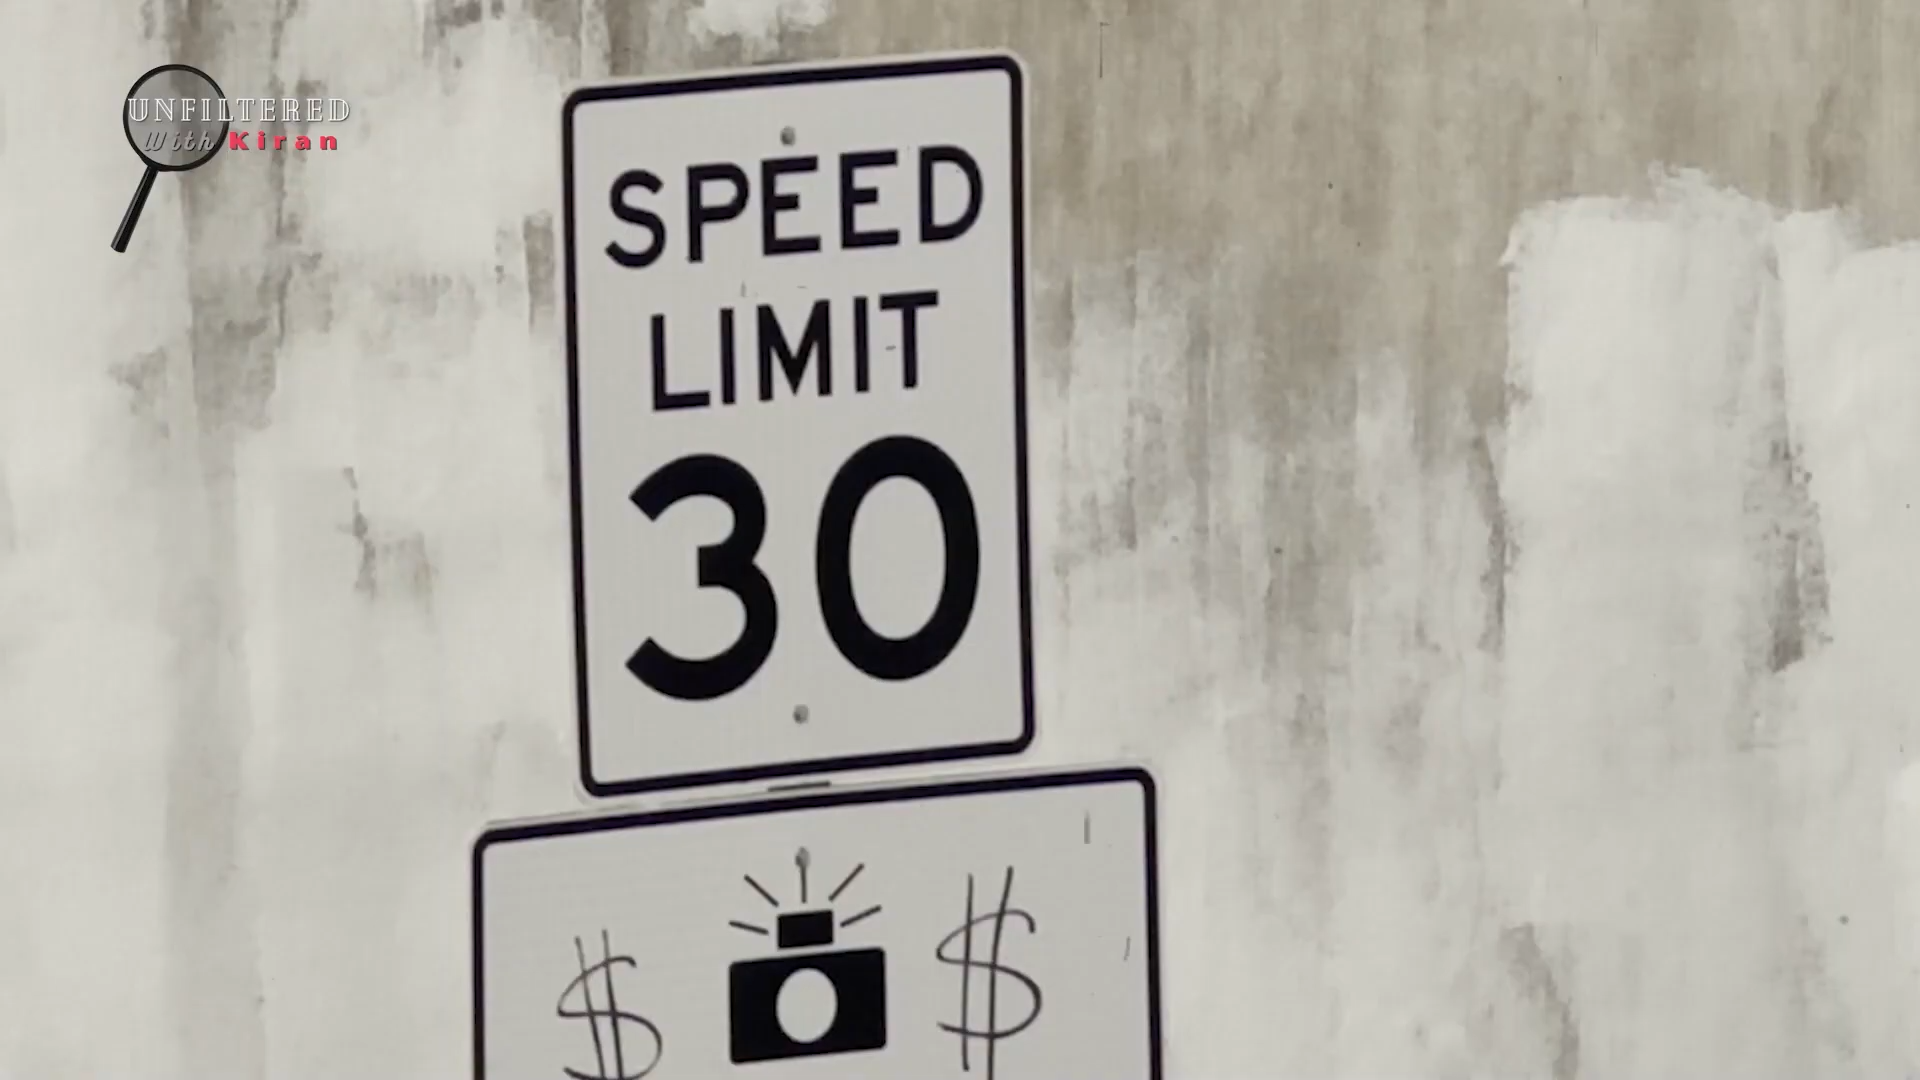 UNFILTERED
With Kiran
SPEED
LIMIT
30
$ $